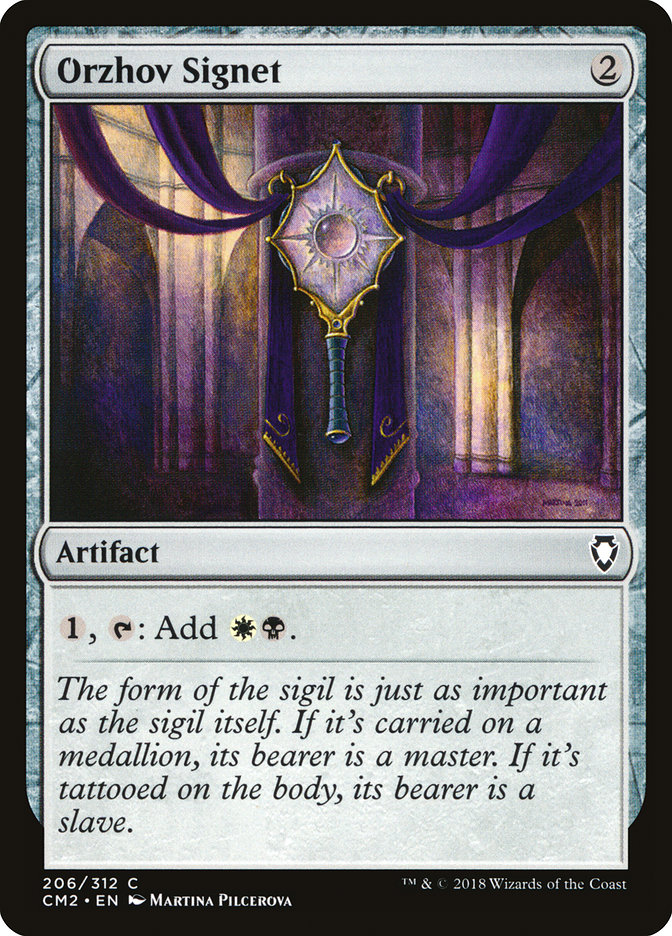 Orzhov Signet 2
Artifact
1, : Add .
The form of the sigil is just as important
as the sigil itself. If it's carried on a
medallion, its bearer is a master. If it's
tattooed on the body, its bearer is a
slave.
206/312 C
™ & © 2018 Wizards of the Coast
CM2 • EN Martina Pilcerova